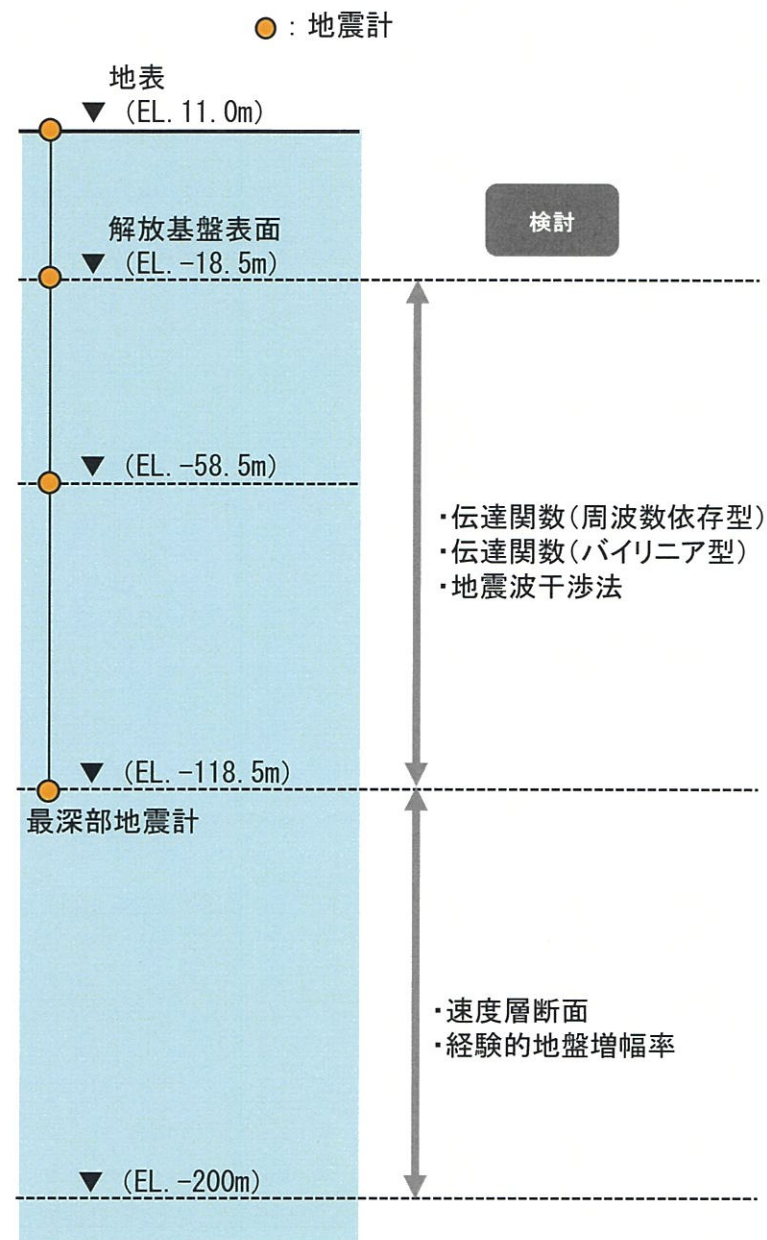 ：地震計
地表
▼ (EL. 11. 0m)
検討
解放基盤表面
▼ (EL. -18. 5m)
▼ (EL. -58. 5m)
・伝達関数(周波数依存型)
・伝達関数(バイリニア型)
・地震波干渉法
▼ (EL. -118. 5m)
最深部地震計
・速度層断面
・経験的地盤増幅率
▼ (EL. -200m)